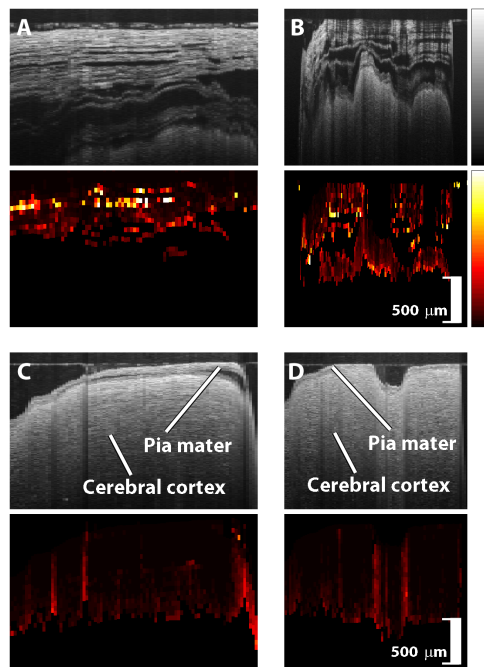 A
B
500 μm
C
D
Pia mater
Pia mater
Cerebral cortex
Cerebral cortex
500 μm